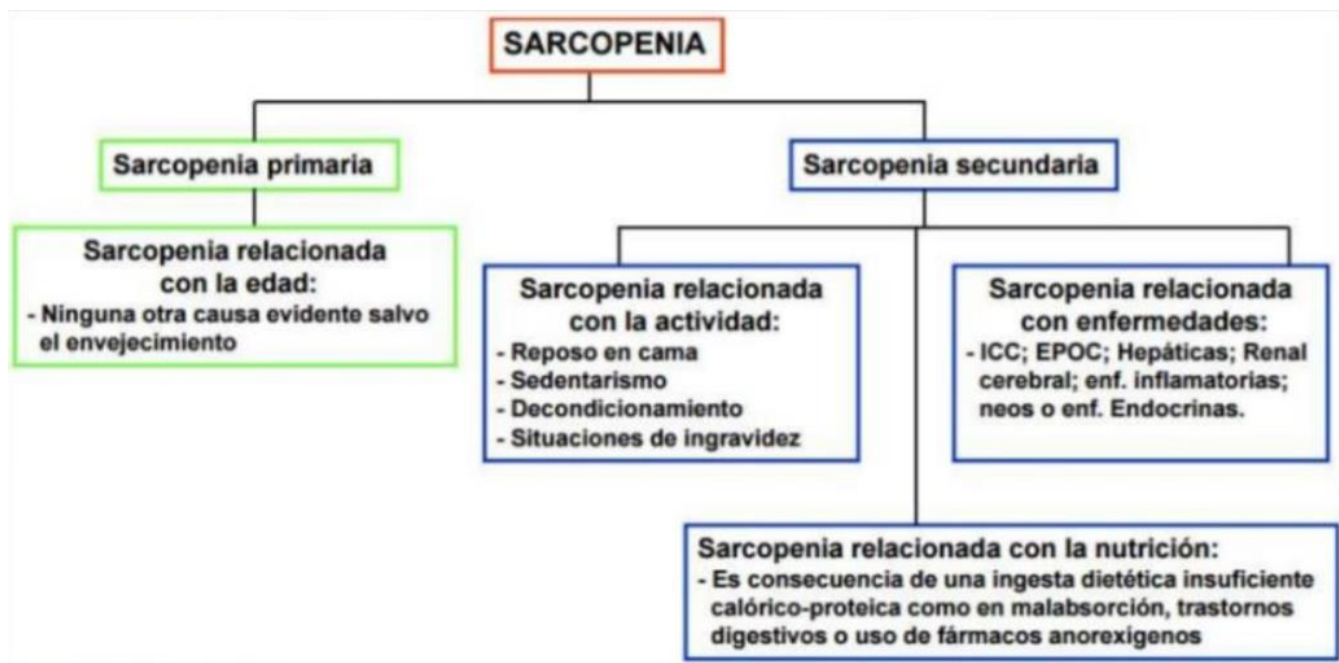 SARCOPENIA
Sarcopenia primaria
Sarcopenia secundaria
Sarcopenia relacionada
con la edad:
- Ninguna otra causa evidente salvo
el envejecimiento
Sarcopenia relacionada
con la actividad:
- Reposo en cama
- Sedentarismo
- Decondicionamiento
- Situaciones de ingravidez
Sarcopenia relacionada
con enfermedades:
- ICC; EPOC; Hepáticas; Renal
cerebral; enf. inflamatorias;
neos o enf. Endocrinas.
Sarcopenia relacionada con la nutrición:
- Es consecuencia de una ingesta dietética insuficiente
calórico-proteica como en malabsorción, trastornos
digestivos o uso de fármacos anorexigenos